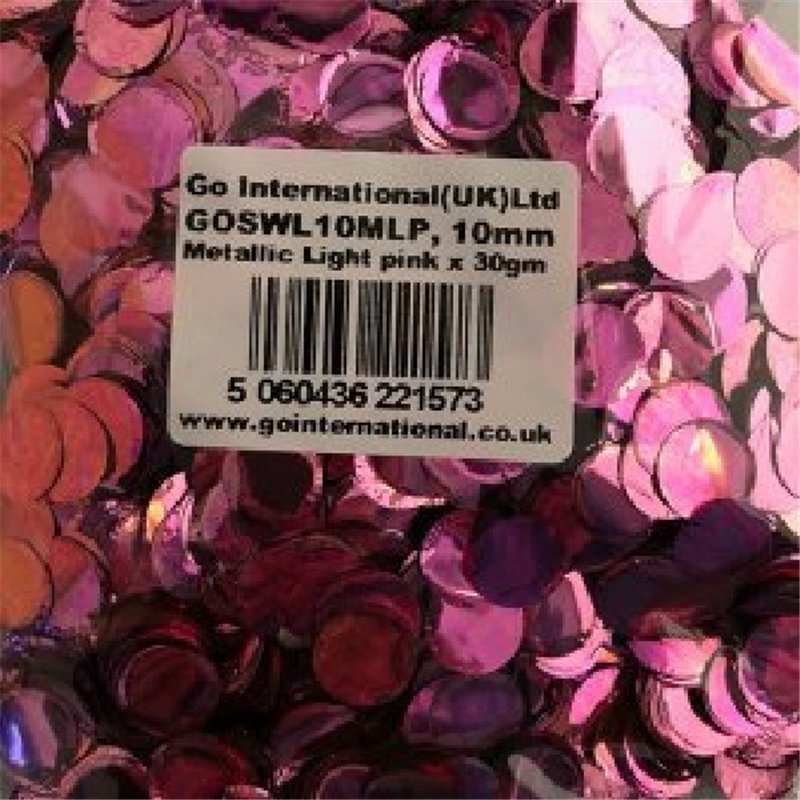 Go International(UK)Ltd
GOSWL10MLP, 10mm
Metallic Light pink x 30gm
5 060436 221573
www.gointernational.co.uk